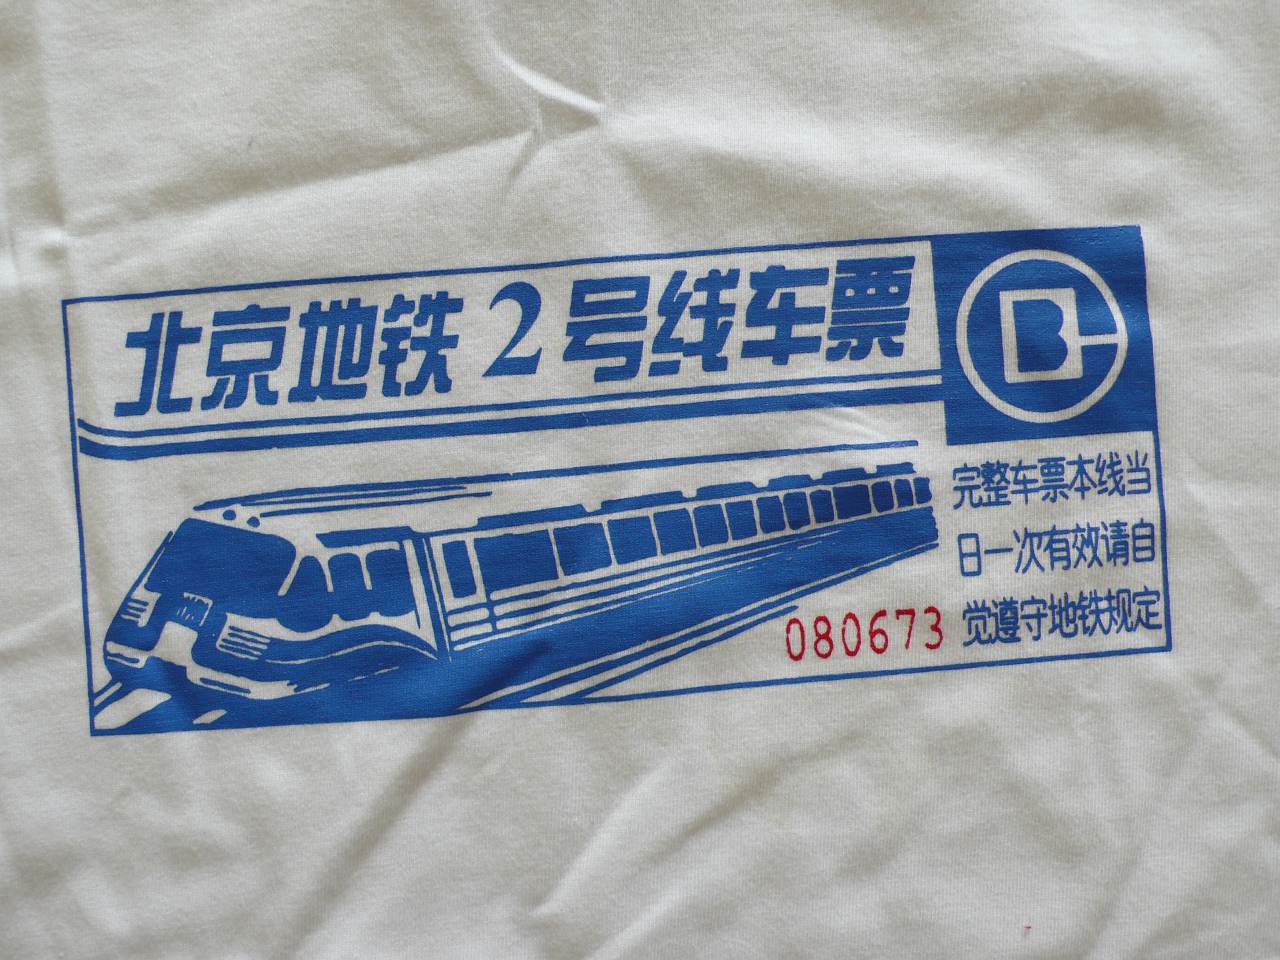 北京地铁2号线车票
B
完整车票本线当
日一次有效请自
觉遵守地铁规定
080673